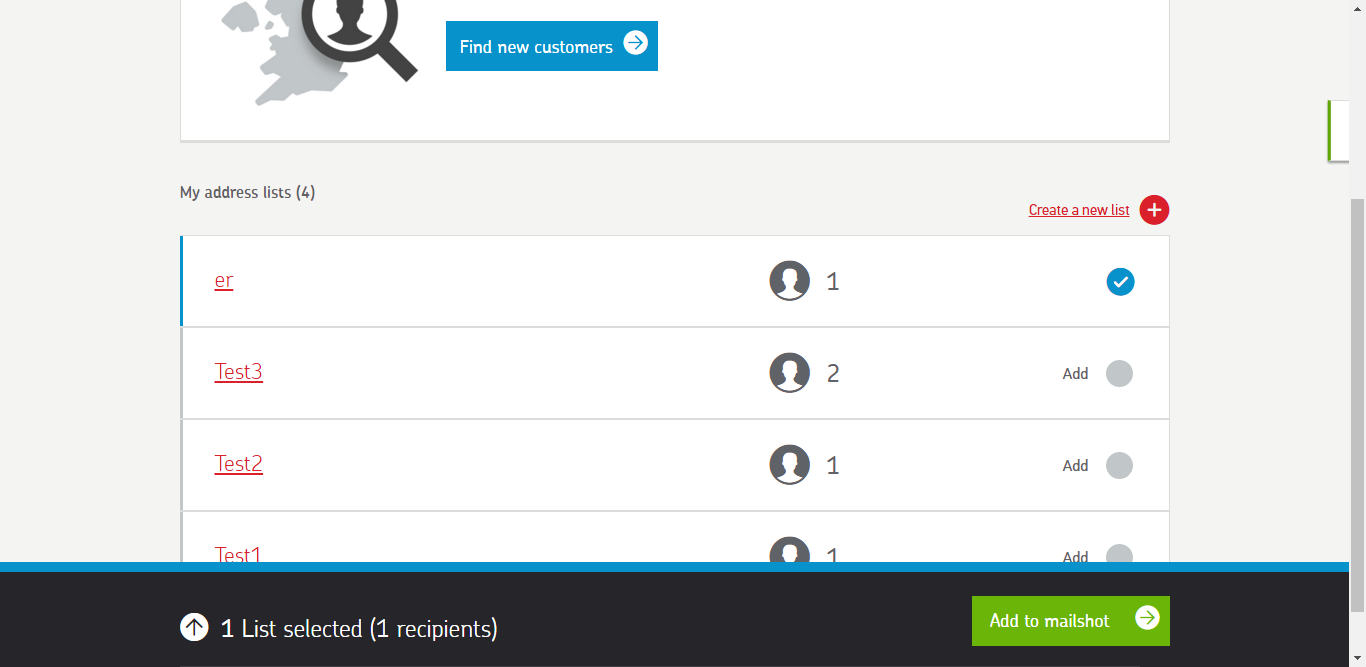 Find new customers
My address lists (4)
Create a new list
er 1
Test3 2 Add
Test2 1 Add
Test1 1 Add
1 List selected (1 recipients)
Add to mailshot